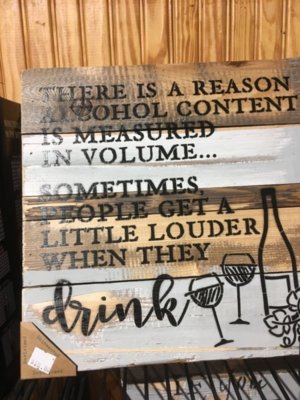 THERE IS A REASON
ALCOHOL CONTENT
IS MEASURED
IN VOLUME...
SOMETIMES,
PEOPLE GET A
LITTLE LOUDER
WHEN THEY
drink